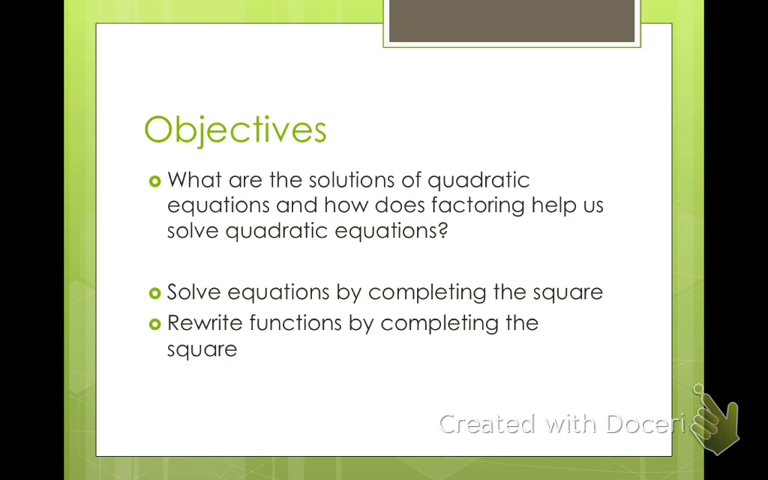 Objectives
What are the solutions of quadratic
equations and how does factoring help us
solve quadratic equations?
Solve equations by completing the square
Rewrite functions by completing the
square
Created with Doceri